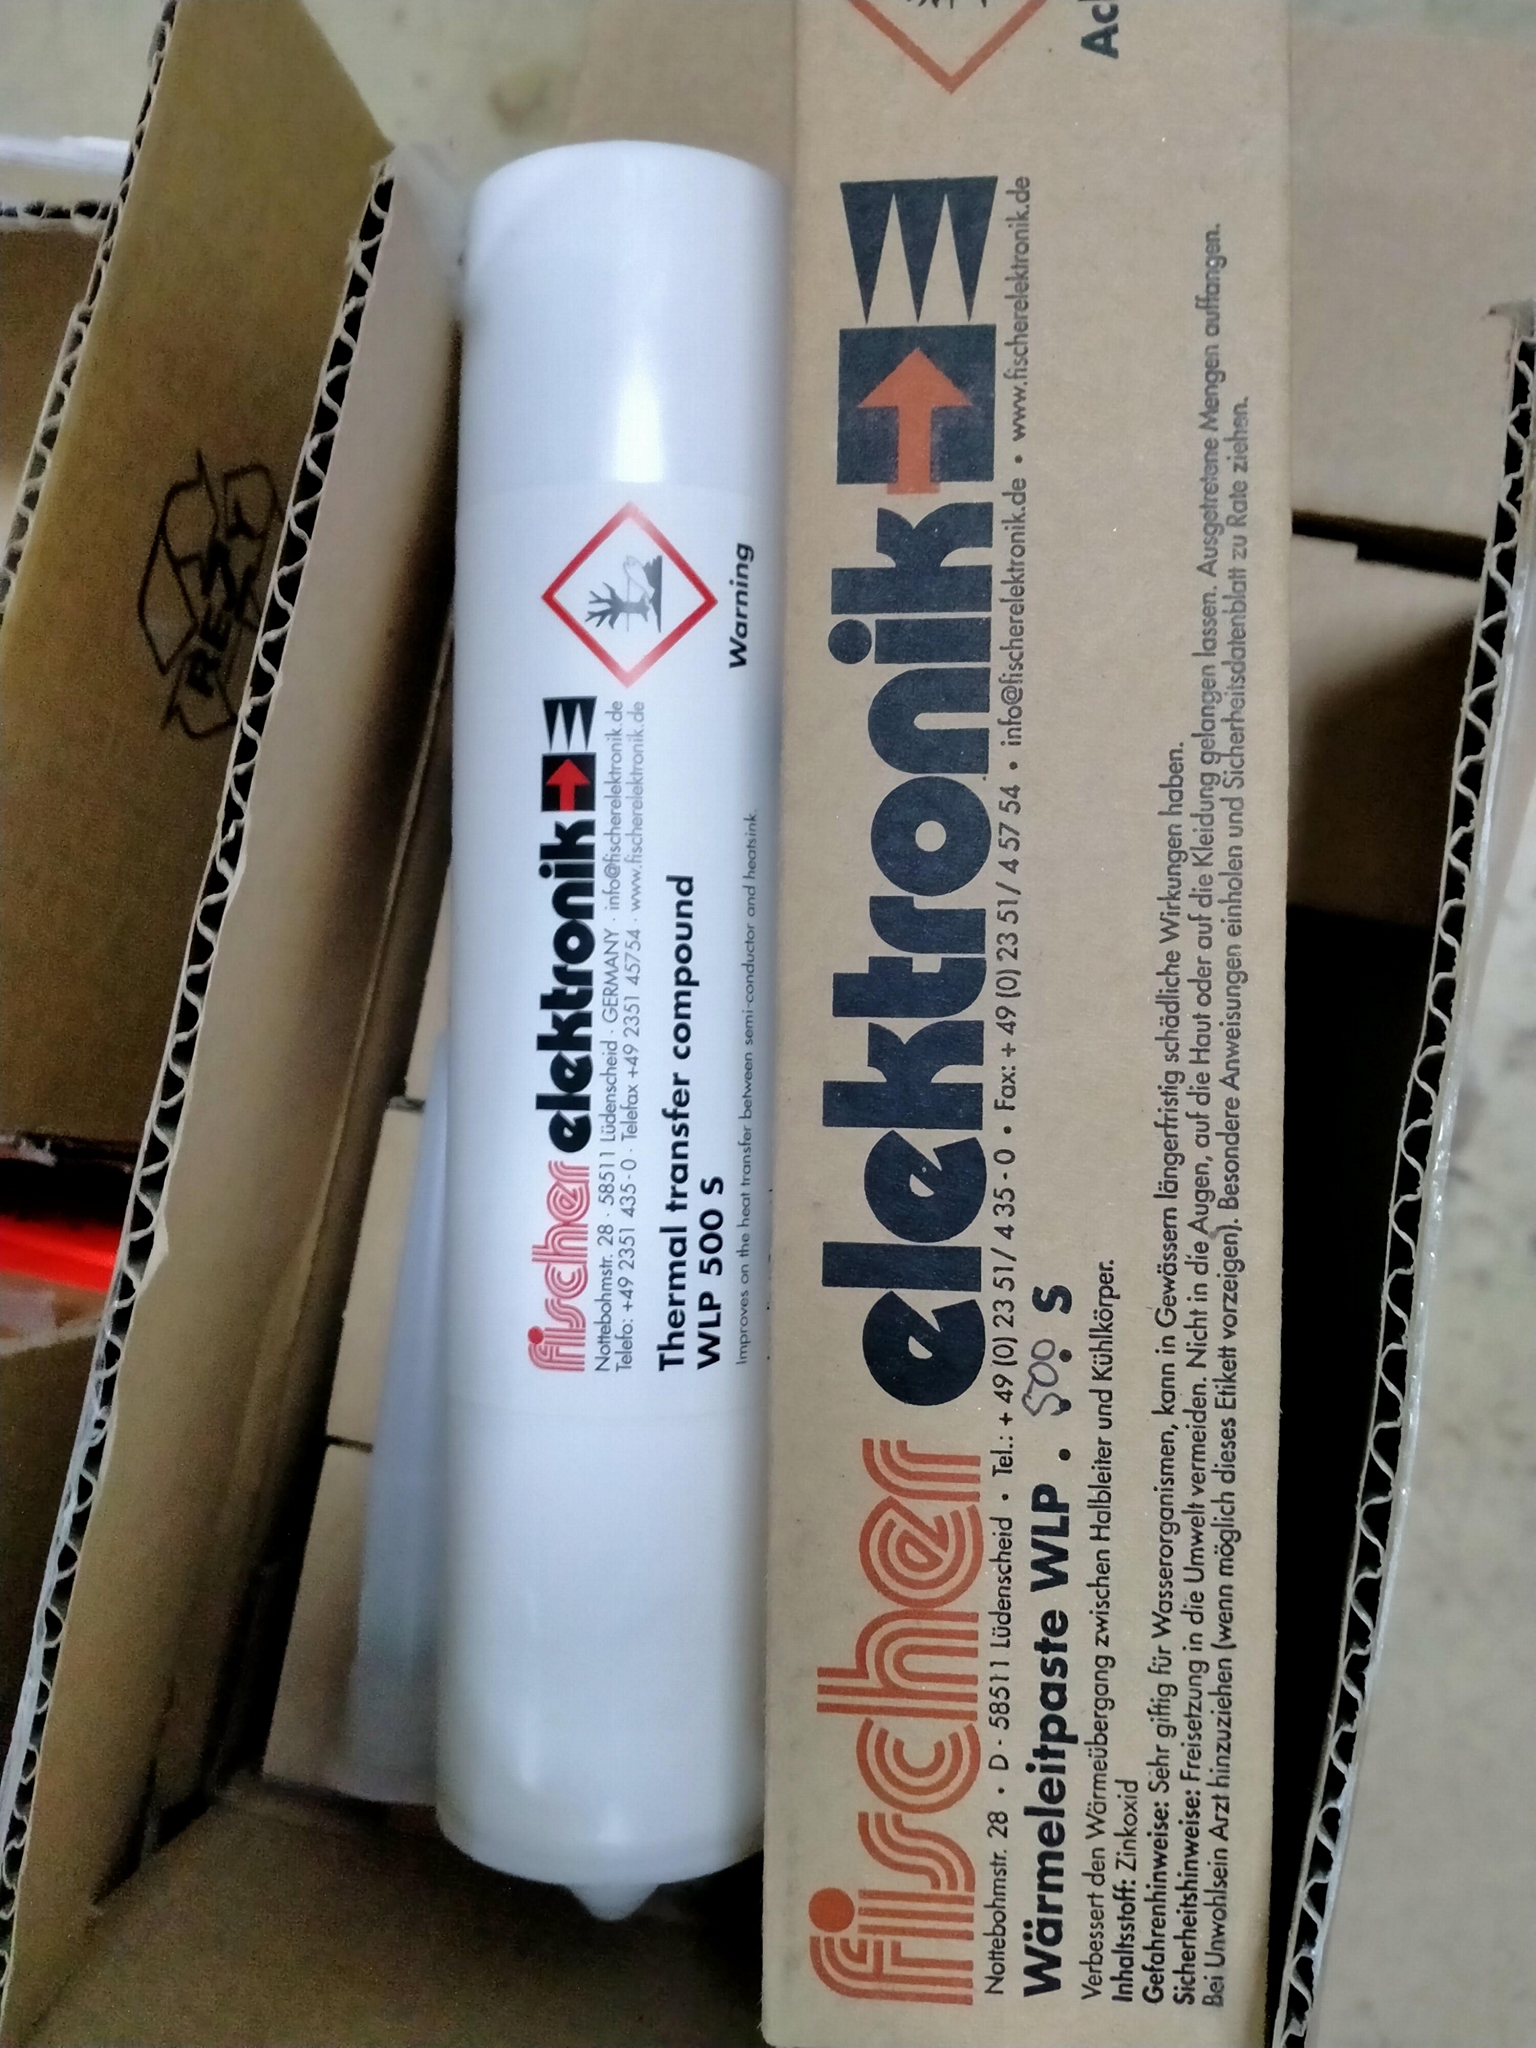 RESY
fischer elektronik
Nottebohmstr. 28 · 58511 Lüdenscheid · GERMANY · info@fischerelektronik.de
Telefo: +49 2351 435-0 · Telefax +49 2351 45754 · www.fischerelektronik.de
Thermal transfer compound
WLP 500 S
Improves on the heat transfer between semi-conductor and heatsink.
Warning
fischer elektronik
Nottebohmstr. 28 • D - 58511 Lüdenscheid • Tel.: + 49 (0) 23 51/ 4 35 - 0 • Fax: + 49 (0) 23 51/ 4 57 54 • info@fischerelektronik.de • www.fischerelektronik.de
Wärmeleitpaste WLP . 500 S
Verbessert den Wärmeübergang zwischen Halbleiter und Kühlkörper.
Inhaltsstoff: Zinkoxid
Gefahrenhinweise: Sehr giftig für Wasserorganismen, kann in Gewässern längerfristig schädliche Wirkungen haben.
Sicherheitshinweise: Freisetzung in die Umwelt vermeiden. Nicht in die Augen, auf die Haut oder auf die Kleidung gelangen lassen. Ausgetretene Mengen auffangen.
Bei Unwohlsein Arzt hinzuziehen (wenn möglich dieses Etikett vorzeigen). Besondere Anweisungen einholen und Sicherheitsdatenblatt zu Rate ziehen.